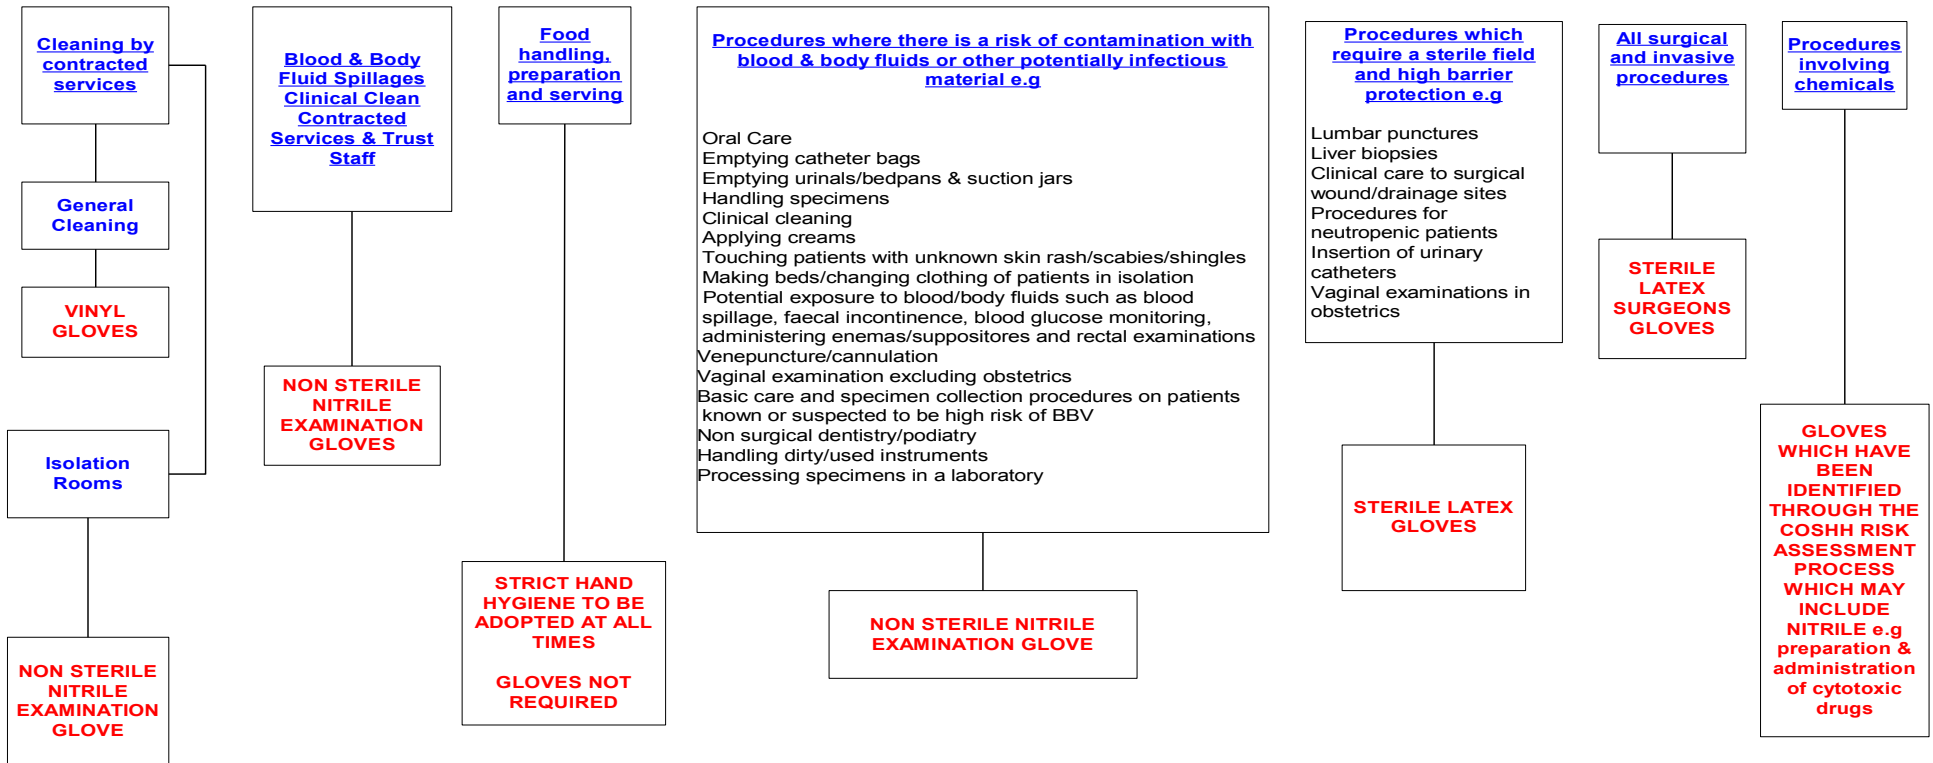 Cleaning by
contracted
services
General
Cleaning
VINYL
GLOVES
Isolation
Rooms
NON STERILE
NITRILE
EXAMINATION
GLOVE
Blood & Body
Fluid Spillages
Clinical Clean
Contracted
Services & Trust
Staff
NON STERILE
NITRILE
EXAMINATION
GLOVES
Food
handling,
preparation
and serving
STRICT HAND
HYGIENE TO BE
ADOPTED AT ALL
TIMES
GLOVES NOT
REQUIRED
Procedures where there is a risk of contamination with
blood & body fluids or other potentially infectious
material e.g
Oral Care
Emptying catheter bags
Emptying urinals/bedpans & suction jars
Handling specimens
Clinical cleaning
Applying creams
Touching patients with unknown skin rash/scabies/shingles
Making beds/changing clothing of patients in isolation
Potential exposure to blood/body fluids such as blood
spillage, faecal incontinence, blood glucose monitoring,
administering enemas/suppositores and rectal examinations
Venepuncture/cannulation
Vaginal examination excluding obstetrics
Basic care and specimen collection procedures on patients
known or suspected to be high risk of BBV
Non surgical dentistry/podiatry
Handling dirty/used instruments
Processing specimens in a laboratory
NON STERILE NITRILE
EXAMINATION GLOVE
Procedures which
require a sterile field
and high barrier
protection e.g
Lumbar punctures
Liver biopsies
Clinical care to surgical
wound/drainage sites
Procedures for
neutropenic patients
Insertion of urinary
catheters
Vaginal examinations in
obstetrics
STERILE LATEX
GLOVES
All surgical
and invasive
procedures
STERILE
LATEX
SURGEONS
GLOVES
Procedures
involving
chemicals
GLOVES
WHICH HAVE
BEEN
IDENTIFIED
THROUGH THE
COSHH RISK
ASSESSMENT
PROCESS
WHICH MAY
INCLUDE
NITRILE e.g
preparation &
administration
of cytotoxic
drugs